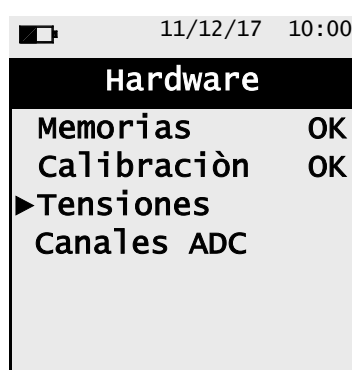 11/12/17 10:00
Hardware
Memorias OK
Calibraciòn OK
▶Tensiones
Canales ADC